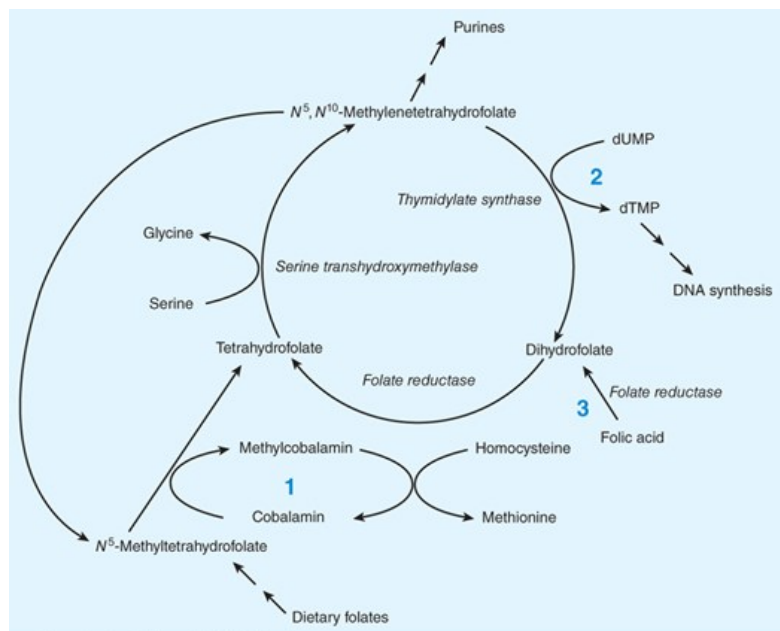 Purines
N⁵, N¹⁰-Methylenetetrahydrofolate
dUMP
2
Thymidylate synthase
dTMP
Glycine
Serine transhydroxymethylase
DNA synthesis
Serine
Tetrahydrofolate
Dihydrofolate
Folate reductase
Folate reductase
3
Folic acid
Methylcobalamin
Homocysteine
1
Cobalamin
Methionine
N⁵-Methyltetrahydrofolate
Dietary folates